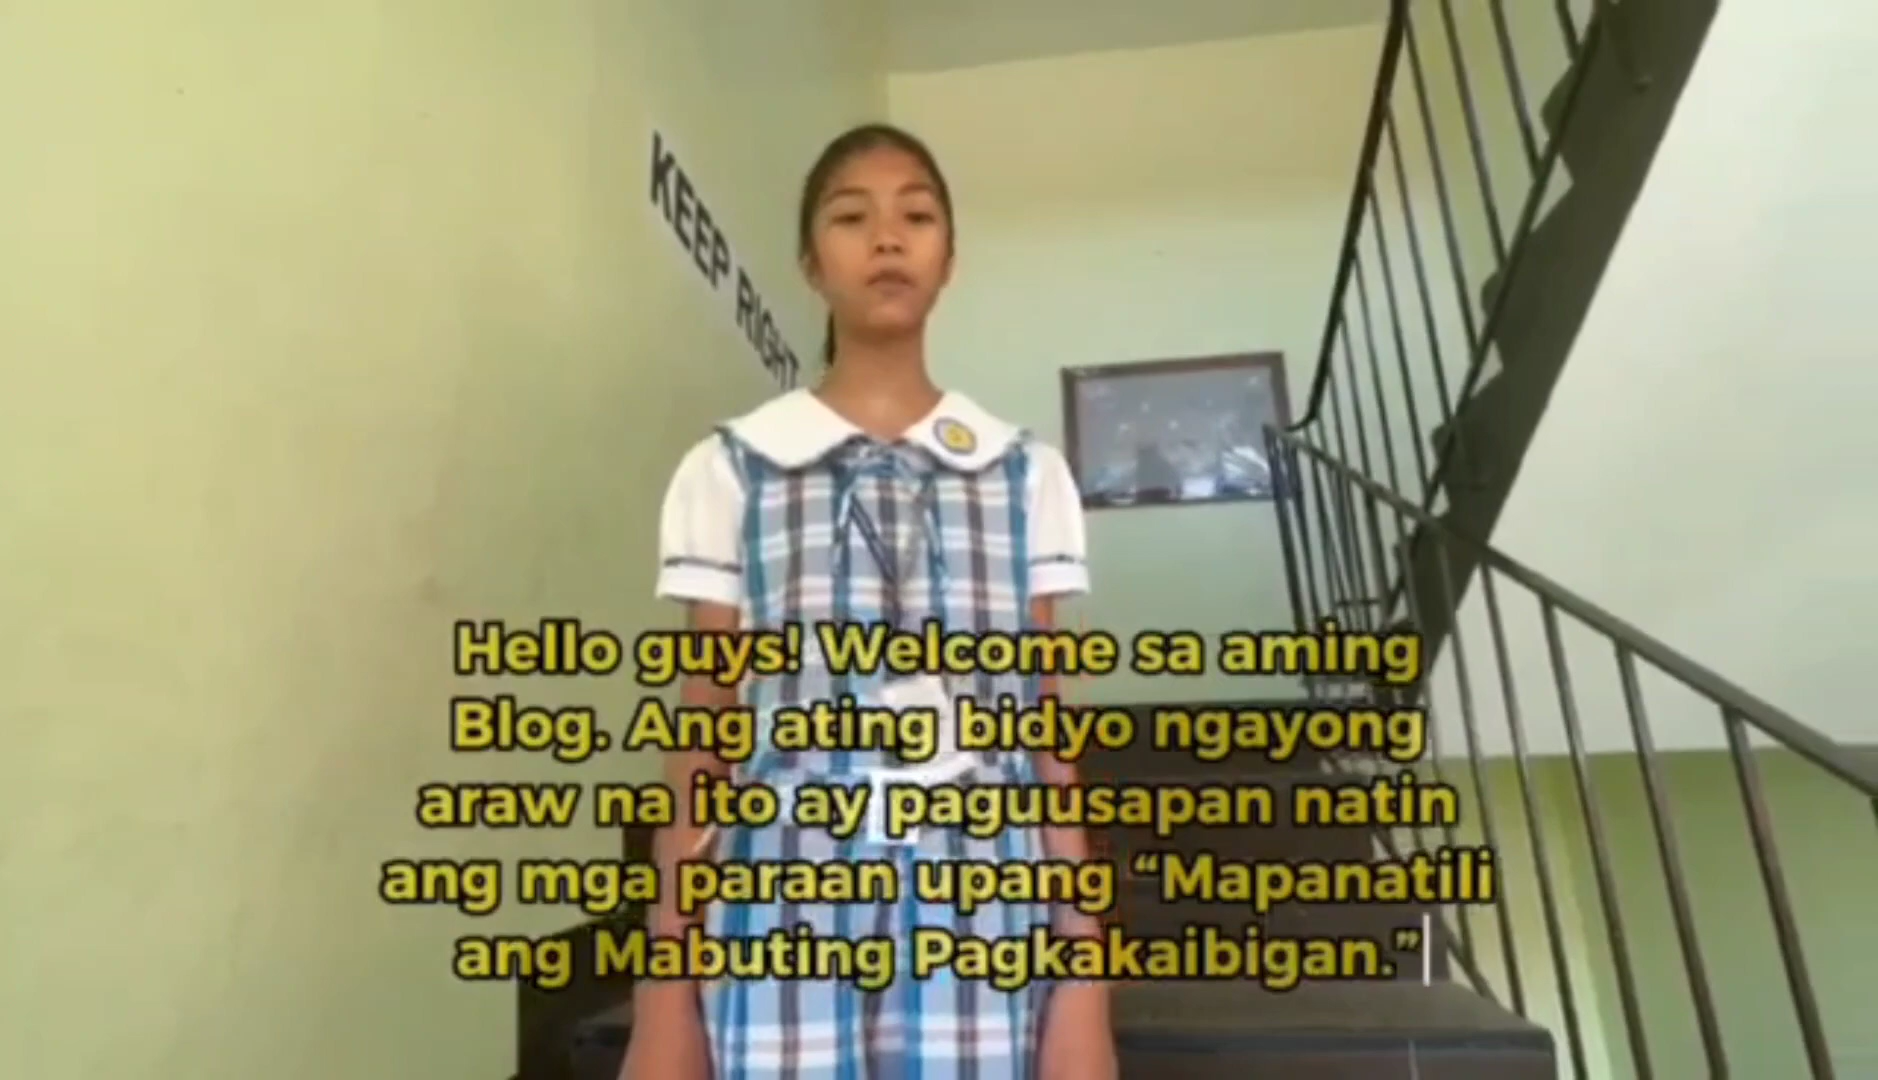 KEEP RIGHT
Hello guys! Welcome sa aming
Blog. Ang ating bidyo ngayong
araw na ito ay paguusapan natin
ang mga paraan upang “Mapanatili
ang Mabuting Pagkakaibigan.”